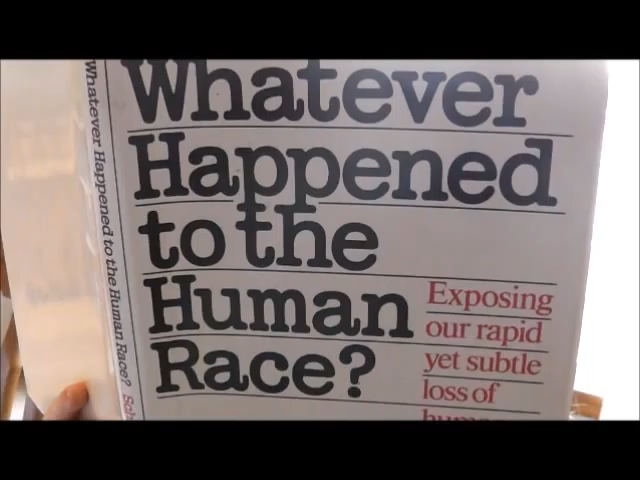 Whatever
Happened
to the
Human
Race?
Exposing
our rapid
yet subtle
loss of
Whatever Happened to the Human Race?